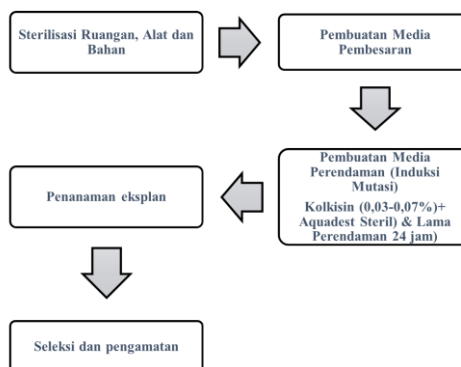 Sterilisasi Ruangan, Alat dan
Bahan
Pembuatan Media
Pembesaran
Pembuatan Media
Perendaman (Induksi
Mutasi)
Kolkisin (0,03-0,07%)+
Aquadest Steril) & Lama
Perendaman 24 jam)
Penanaman eksplan
Seleksi dan pengamatan